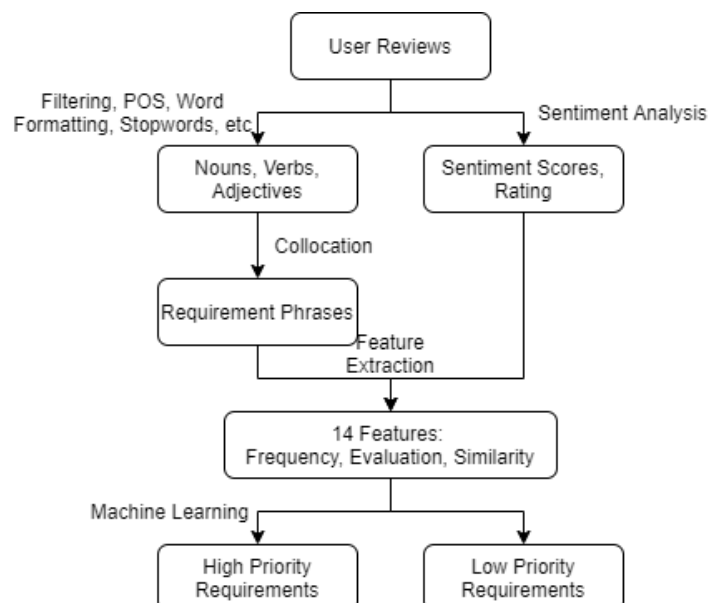 User Reviews
Filtering, POS, Word
Formatting, Stopwords, etc
Sentiment Analysis
Nouns, Verbs,
Adjectives
Sentiment Scores,
Rating
Collocation
Requirement Phrases
Feature
Extraction
14 Features:
Frequency, Evaluation, Similarity
Machine Learning
High Priority
Requirements
Low Priority
Requirements